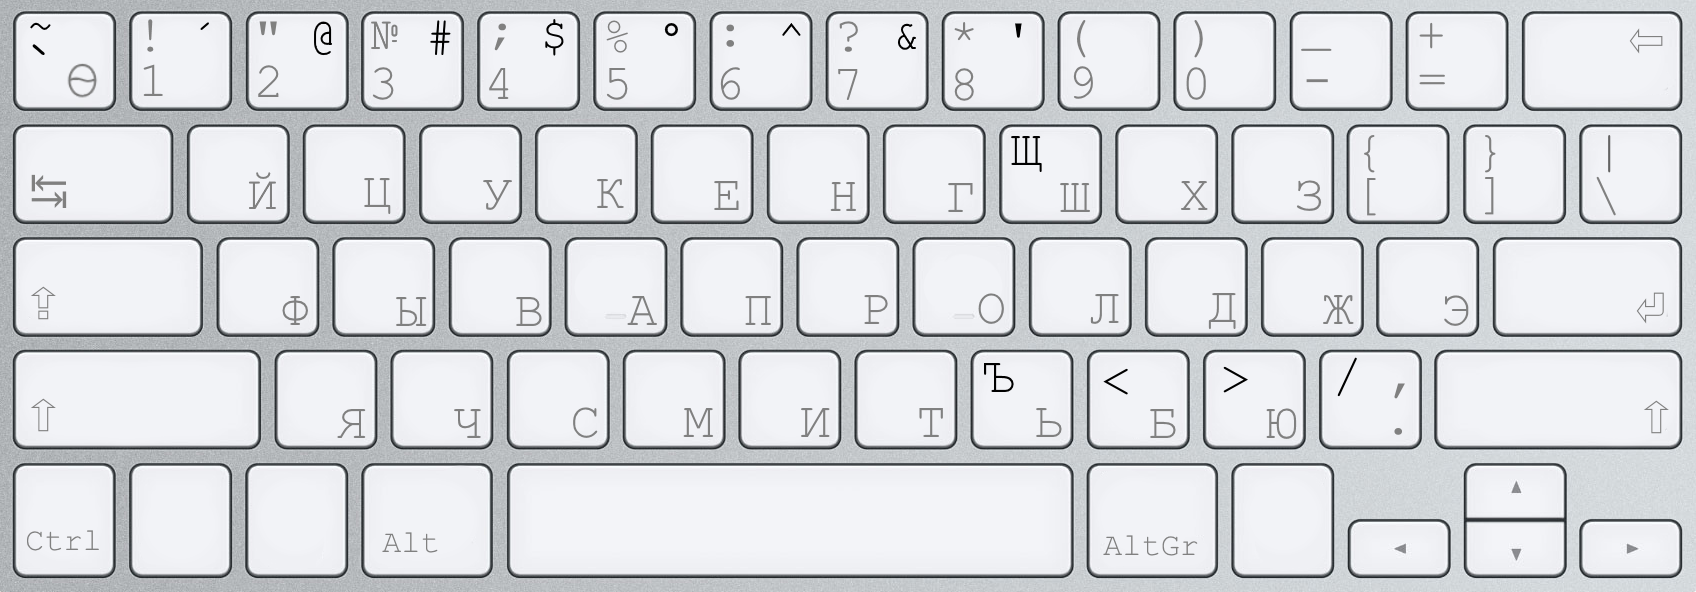 ~ ` Ѳ ! ´ 1 " @ 2 № # 3 ; $ 4 % ° 5 : ^ 6 ? & 7 * ' 8 ( 9 ) 0 _ - + = ⇦
↹ Й Ц У К Е Н Г Щ Ш Х З { [ } ] | \
⇪ Ф Ы В А П Р О Л Д Ж Э ⏎
⇧ Я Ч С М И Т Ъ Ь < Б > Ю / , . ⇧
Ctrl Alt AltGr ◄ ▲ ▼ ►